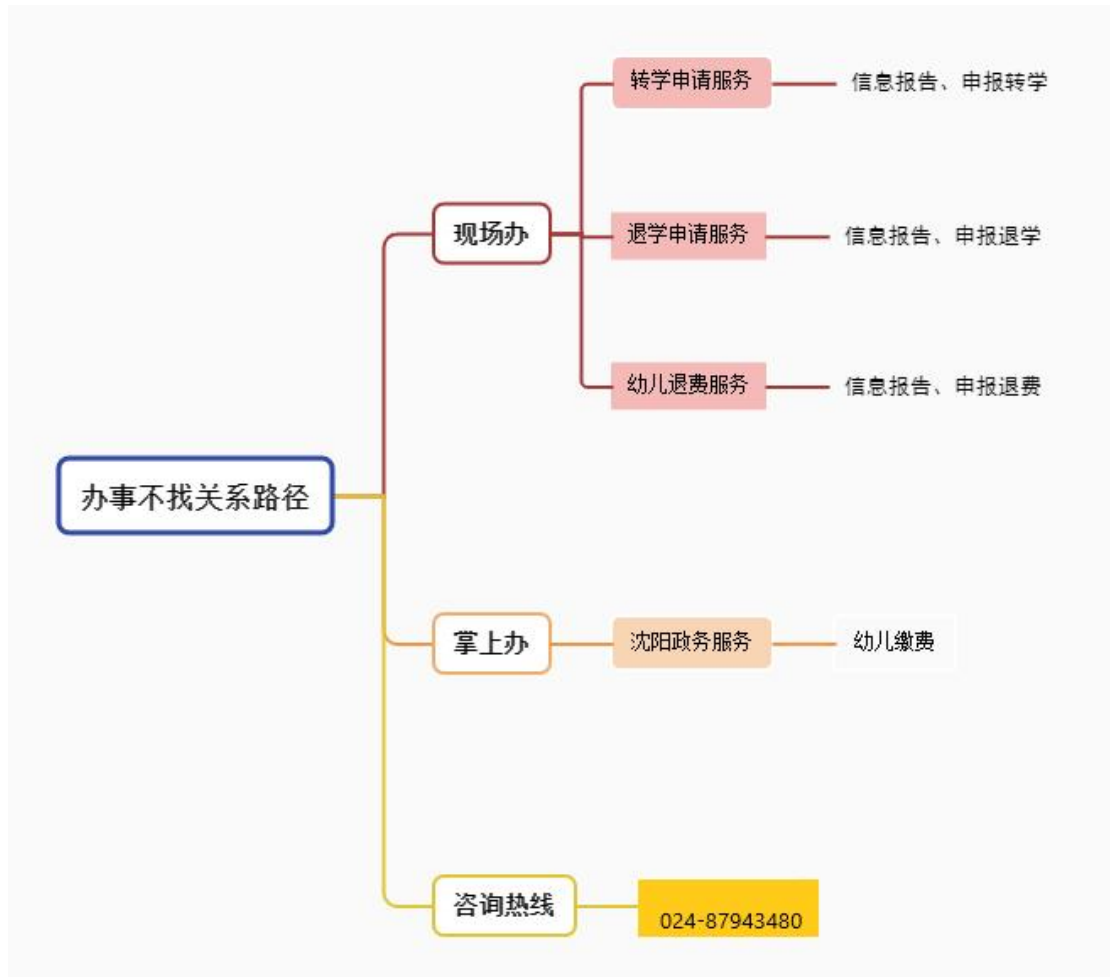 转学申请服务
信息报告、申报转学
现场办
退学申请服务
信息报告、申报退学
幼儿退费服务
信息报告、申报退费
办事不找关系路径
掌上办
沈阳政务服务
幼儿缴费
咨询热线
024-87943480